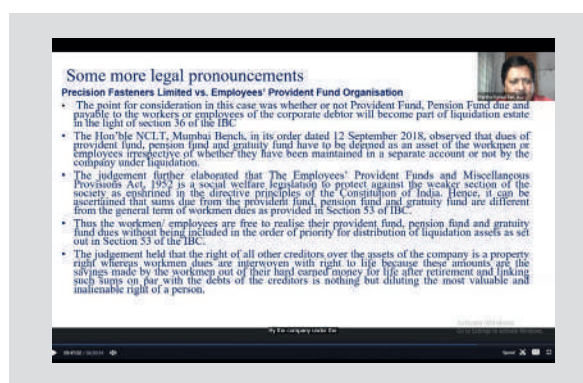 Some more legal pronouncements
Precision Fasteners Limited vs. Employees' Provident Fund Organisation
• The point for consideration in this case was whether or not Provident Fund, Pension Fund due and
payable to the workers or employees of the corporate debtor will become part of liquidation estate
in the light of section 36 of the IBC
• The Hon'ble NCLT, Mumbai Bench, in its order dated 12 September 2018, observed that dues of
provident fund, pension fund and gratuity fund have to be deemed as an asset of the workmen or
employees irrespective of whether they have been maintained in a separate account or not by the
company under liquidation.
• The judgement further elaborated that The Employees' Provident Funds and Miscellaneous
Provisions Act, 1952 is a social welfare legislation to protect against the weaker section of the
society as enshrined in the directive principles of the Constitution of India. Hence, it can be
ascertained that sums due from the provident fund, pension fund and gratuity fund are different
from the general term of workmen dues as provided in Section 53 of IBC.
• Thus the workmen/ employees are free to realise their provident fund, pension fund and gratuity
fund dues without being included in the order of priority for distribution of liquidation assets as set
out in Section 53 of the IBC.
• The judgement held that the right of all other creditors over the assets of the company is a property
right whereas workmen dues are interwoven with right to life because these amounts are the
savings made by the workmen out of their hard earned money for life after retirement and linking
such sums on par with the debts of the creditors is nothing but diluting the most valuable and
inalienable right of a person.
Activate Windows
Go to Settings to activate Windows.
by the company under the
Speed